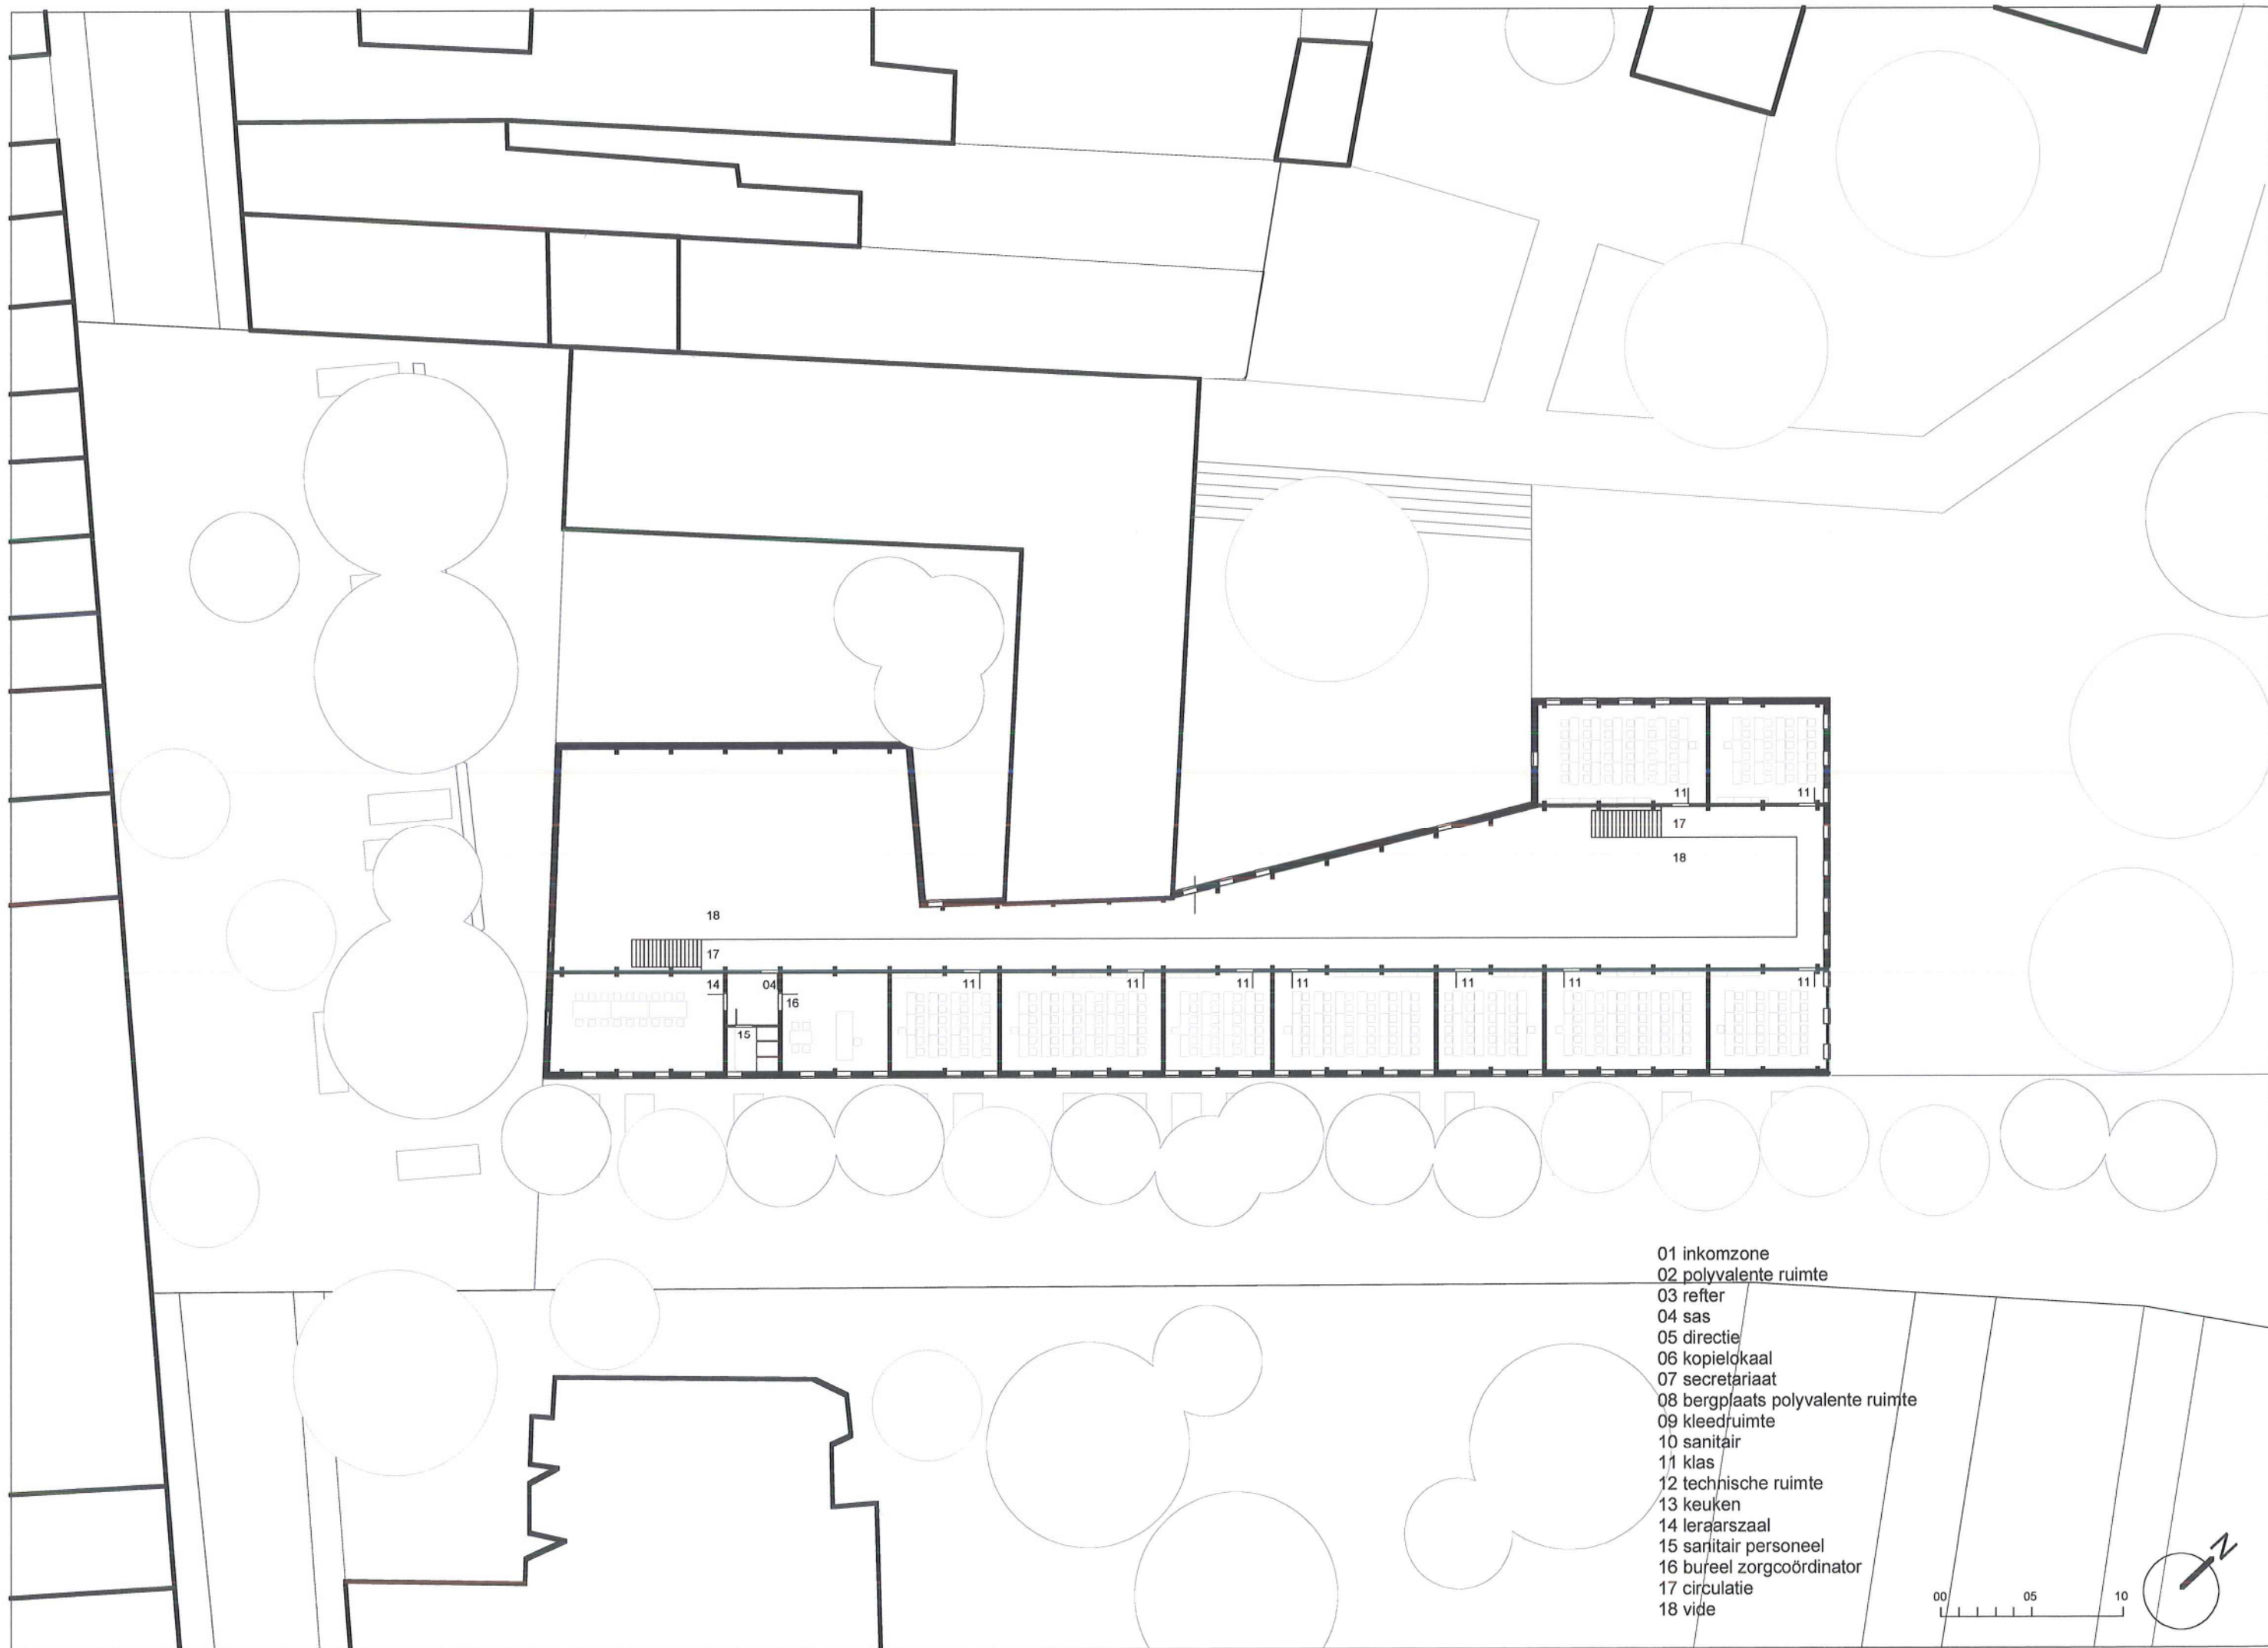 11
11
17
18
18
17
14
04
16
11
11
11
11
11
11
11
15
01 inkomzone
02 polyvalente ruimte
03 refter
04 sas
05 directie
06 kopielokaal
07 secretariaat
08 bergplaats polyvalente ruimte
09 kleedruimte
10 sanitair
11 klas
12 technische ruimte
13 keuken
14 leraarszaal
15 sanitair personeel
16 bureel zorgcoördinator
17 circulatie
18 vide
00 05 10
N